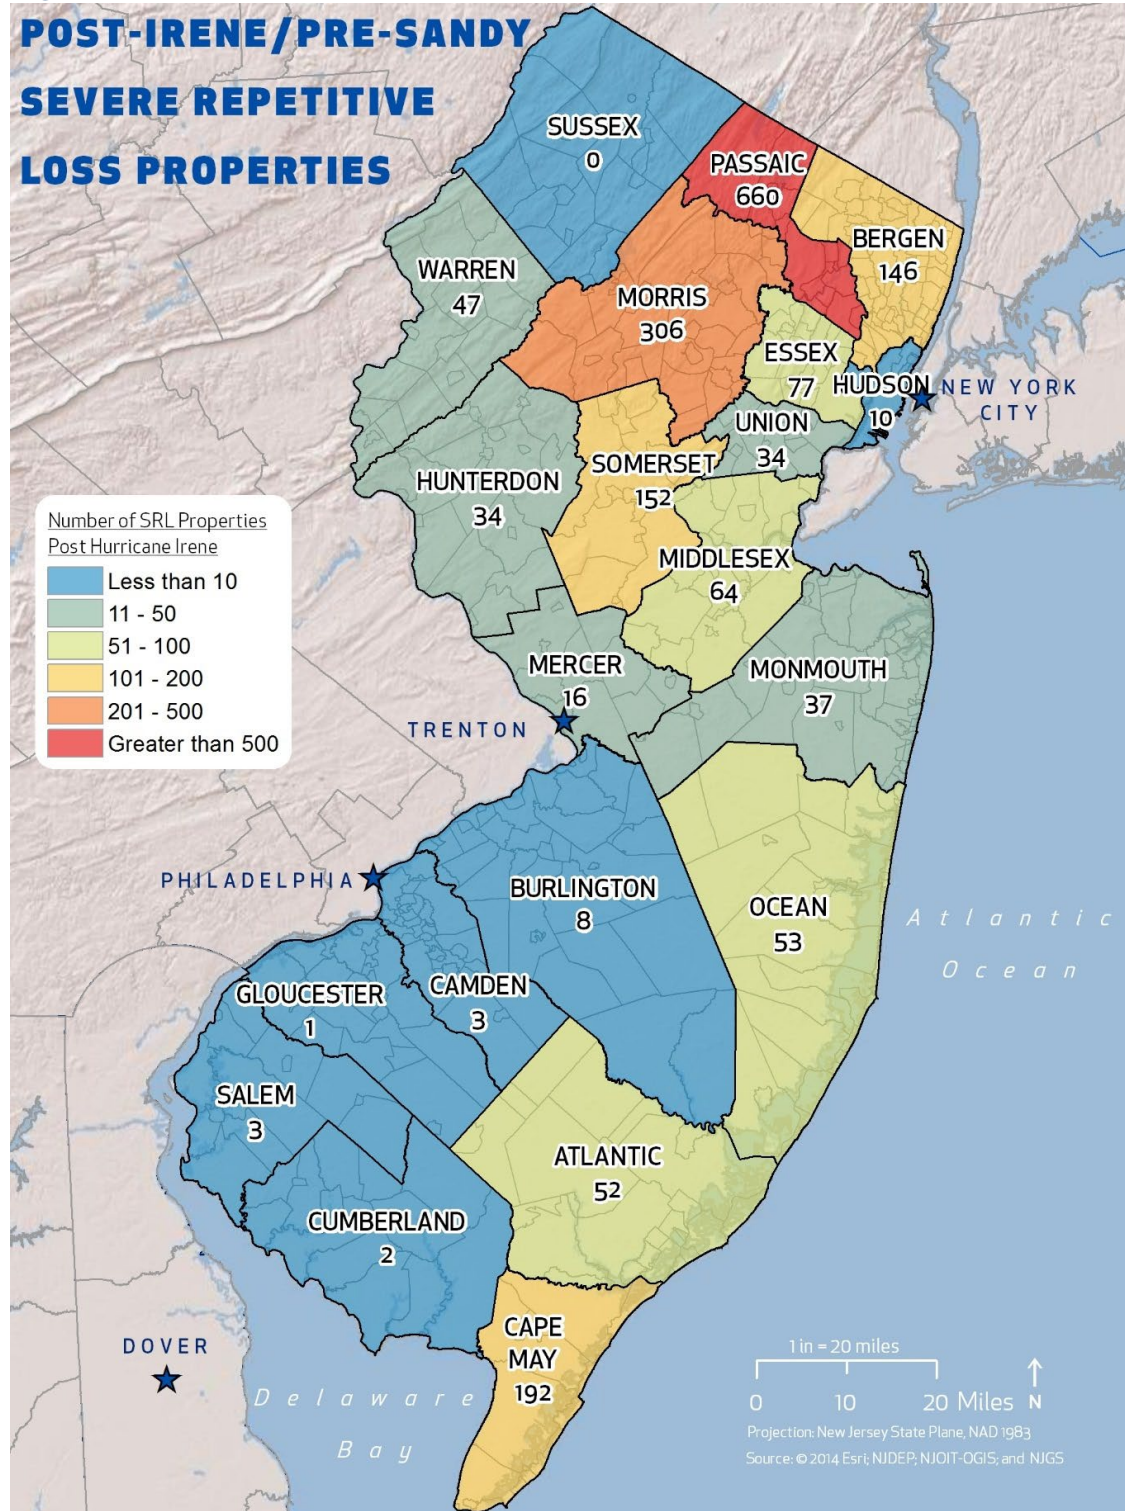 POST-IRENE/PRE-SANDY
SEVERE REPETITIVE
LOSS PROPERTIES
SUSSEX
0
PASSAIC
660
BERGEN
146
WARREN
47
MORRIS
306
ESSEX
77
HUDSON
10
NEW YORK
CITY
UNION
34
SOMERSET
152
HUNTERDON
34
Number of SRL Properties
Post Hurricane Irene
Less than 10
11 - 50
51 - 100
101 - 200
201 - 500
Greater than 500
MIDDLESEX
64
MERCER
16
MONMOUTH
37
TRENTON
PHILADELPHIA
BURLINGTON
8
OCEAN
53
Atlantic
Ocean
CAMDEN
3
GLOUCESTER
1
SALEM
3
ATLANTIC
52
CUMBERLAND
2
CAPE
MAY
192
DOVER
Delaware
Bay
1 in = 20 miles
0 10 20 Miles N
Projection: New Jersey State Plane, NAD 1983
Source: © 2014 Esri; NJDEP; NJOIT-OGIS; and NJGS